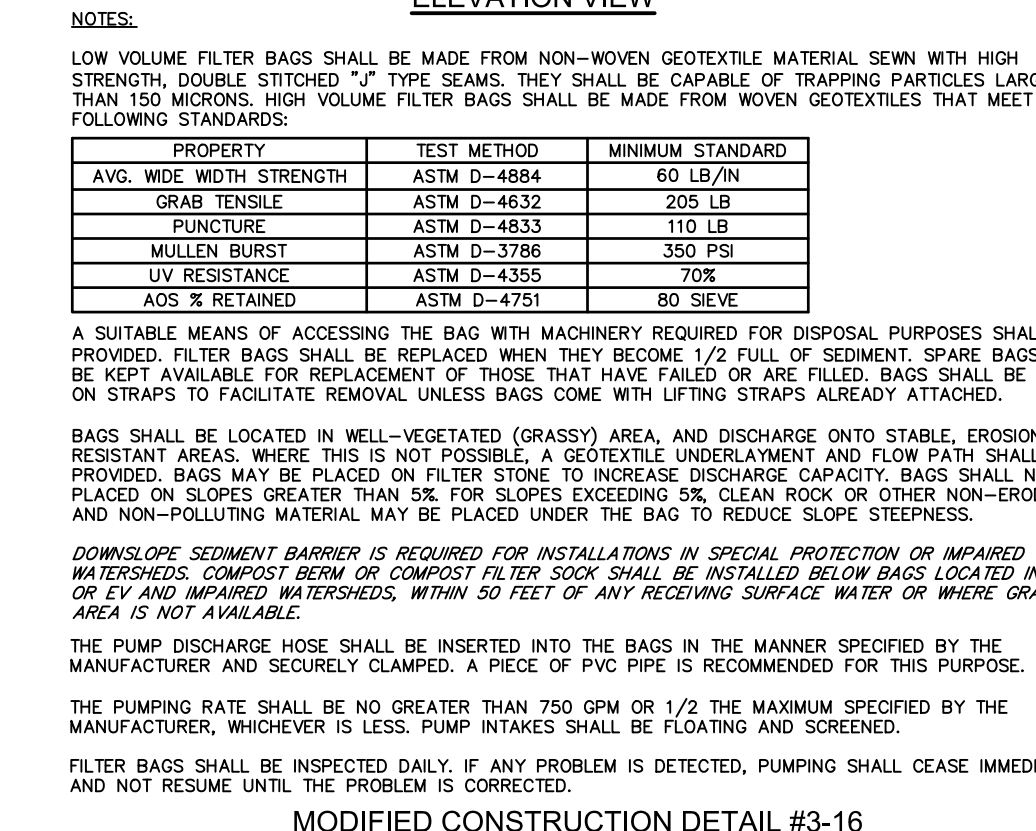 ELEVATION VIEW
NOTES:
LOW VOLUME FILTER BAGS SHALL BE MADE FROM NON-WOVEN GEOTEXTILE MATERIAL SEWN WITH HIGH
STRENGTH, DOUBLE STITCHED "J" TYPE SEAMS. THEY SHALL BE CAPABLE OF TRAPPING PARTICLES LARG
THAN 150 MICRONS. HIGH VOLUME FILTER BAGS SHALL BE MADE FROM WOVEN GEOTEXTILES THAT MEET
FOLLOWING STANDARDS:
PROPERTY TEST METHOD MINIMUM STANDARD
AVG. WIDE WIDTH STRENGTH ASTM D-4884 60 LB/IN
GRAB TENSILE ASTM D-4632 205 LB
PUNCTURE ASTM D-4833 110 LB
MULLEN BURST ASTM D-3786 350 PSI
UV RESISTANCE ASTM D-4355 70%
AOS % RETAINED ASTM D-4751 80 SIEVE
A SUITABLE MEANS OF ACCESSING THE BAG WITH MACHINERY REQUIRED FOR DISPOSAL PURPOSES SHAL
PROVIDED. FILTER BAGS SHALL BE REPLACED WHEN THEY BECOME 1/2 FULL OF SEDIMENT. SPARE BAGS
BE KEPT AVAILABLE FOR REPLACEMENT OF THOSE THAT HAVE FAILED OR ARE FILLED. BAGS SHALL BE
ON STRAPS TO FACILITATE REMOVAL UNLESS BAGS COME WITH LIFTING STRAPS ALREADY ATTACHED.
BAGS SHALL BE LOCATED IN WELL-VEGETATED (GRASSY) AREA, AND DISCHARGE ONTO STABLE, EROSION
RESISTANT AREAS. WHERE THIS IS NOT POSSIBLE, A GEOTEXTILE UNDERLAYMENT AND FLOW PATH SHALL
PROVIDED. BAGS MAY BE PLACED ON FILTER STONE TO INCREASE DISCHARGE CAPACITY. BAGS SHALL N
PLACED ON SLOPES GREATER THAN 5%. FOR SLOPES EXCEEDING 5%, CLEAN ROCK OR OTHER NON-EROD
AND NON-POLLUTING MATERIAL MAY BE PLACED UNDER THE BAG TO REDUCE SLOPE STEEPNESS.
DOWNSLOPE SEDIMENT BARRIER IS REQUIRED FOR INSTALLATIONS IN SPECIAL PROTECTION OR IMPAIRED
WATERSHEDS. COMPOST BERM OR COMPOST FILTER SOCK SHALL BE INSTALLED BELOW BAGS LOCATED IN
OR EV AND IMPAIRED WATERSHEDS, WITHIN 50 FEET OF ANY RECEIVING SURFACE WATER OR WHERE GRA
AREA IS NOT AVAILABLE.
THE PUMP DISCHARGE HOSE SHALL BE INSERTED INTO THE BAGS IN THE MANNER SPECIFIED BY THE
MANUFACTURER AND SECURELY CLAMPED. A PIECE OF PVC PIPE IS RECOMMENDED FOR THIS PURPOSE.
THE PUMPING RATE SHALL BE NO GREATER THAN 750 GPM OR 1/2 THE MAXIMUM SPECIFIED BY THE
MANUFACTURER, WHICHEVER IS LESS. PUMP INTAKES SHALL BE FLOATING AND SCREENED.
FILTER BAGS SHALL BE INSPECTED DAILY. IF ANY PROBLEM IS DETECTED, PUMPING SHALL CEASE IMMEDI
AND NOT RESUME UNTIL THE PROBLEM IS CORRECTED.
MODIFIED CONSTRUCTION DETAIL #3-16